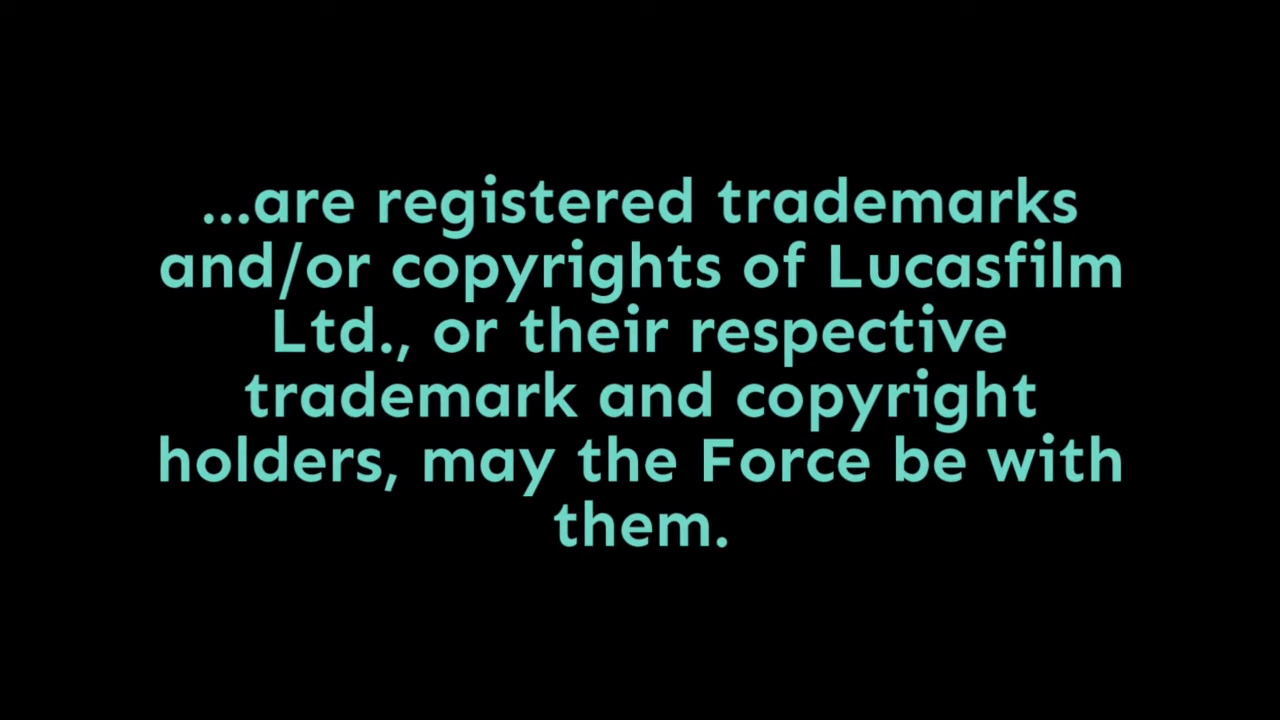 ...are registered trademarks
and/or copyrights of Lucasfilm
Ltd., or their respective
trademark and copyright
holders, may the Force be with
them.